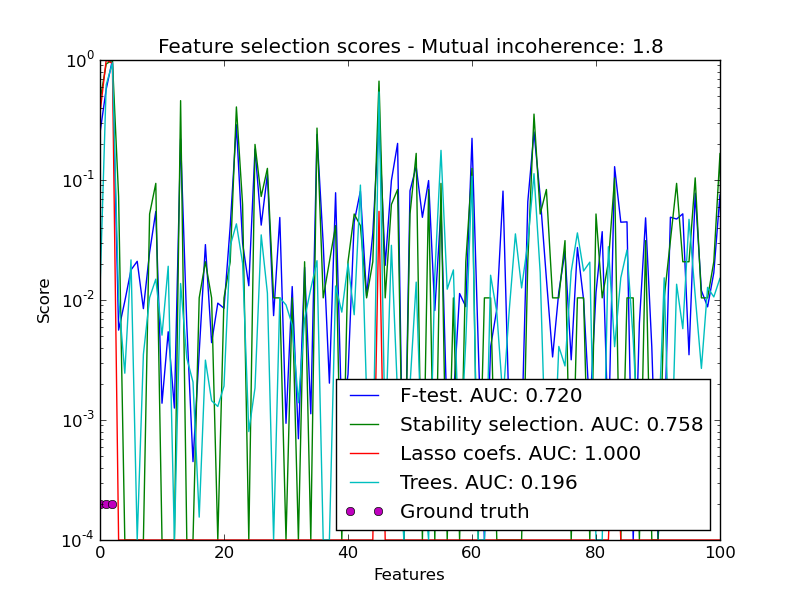 Feature selection scores - Mutual incoherence: 1.8
10^0
10^-1
10^-2
10^-3
10^-4
Score
F-test. AUC: 0.720
Stability selection. AUC: 0.758
Lasso coefs. AUC: 1.000
Trees. AUC: 0.196
Ground truth
0 20 40 60 80 100
Features